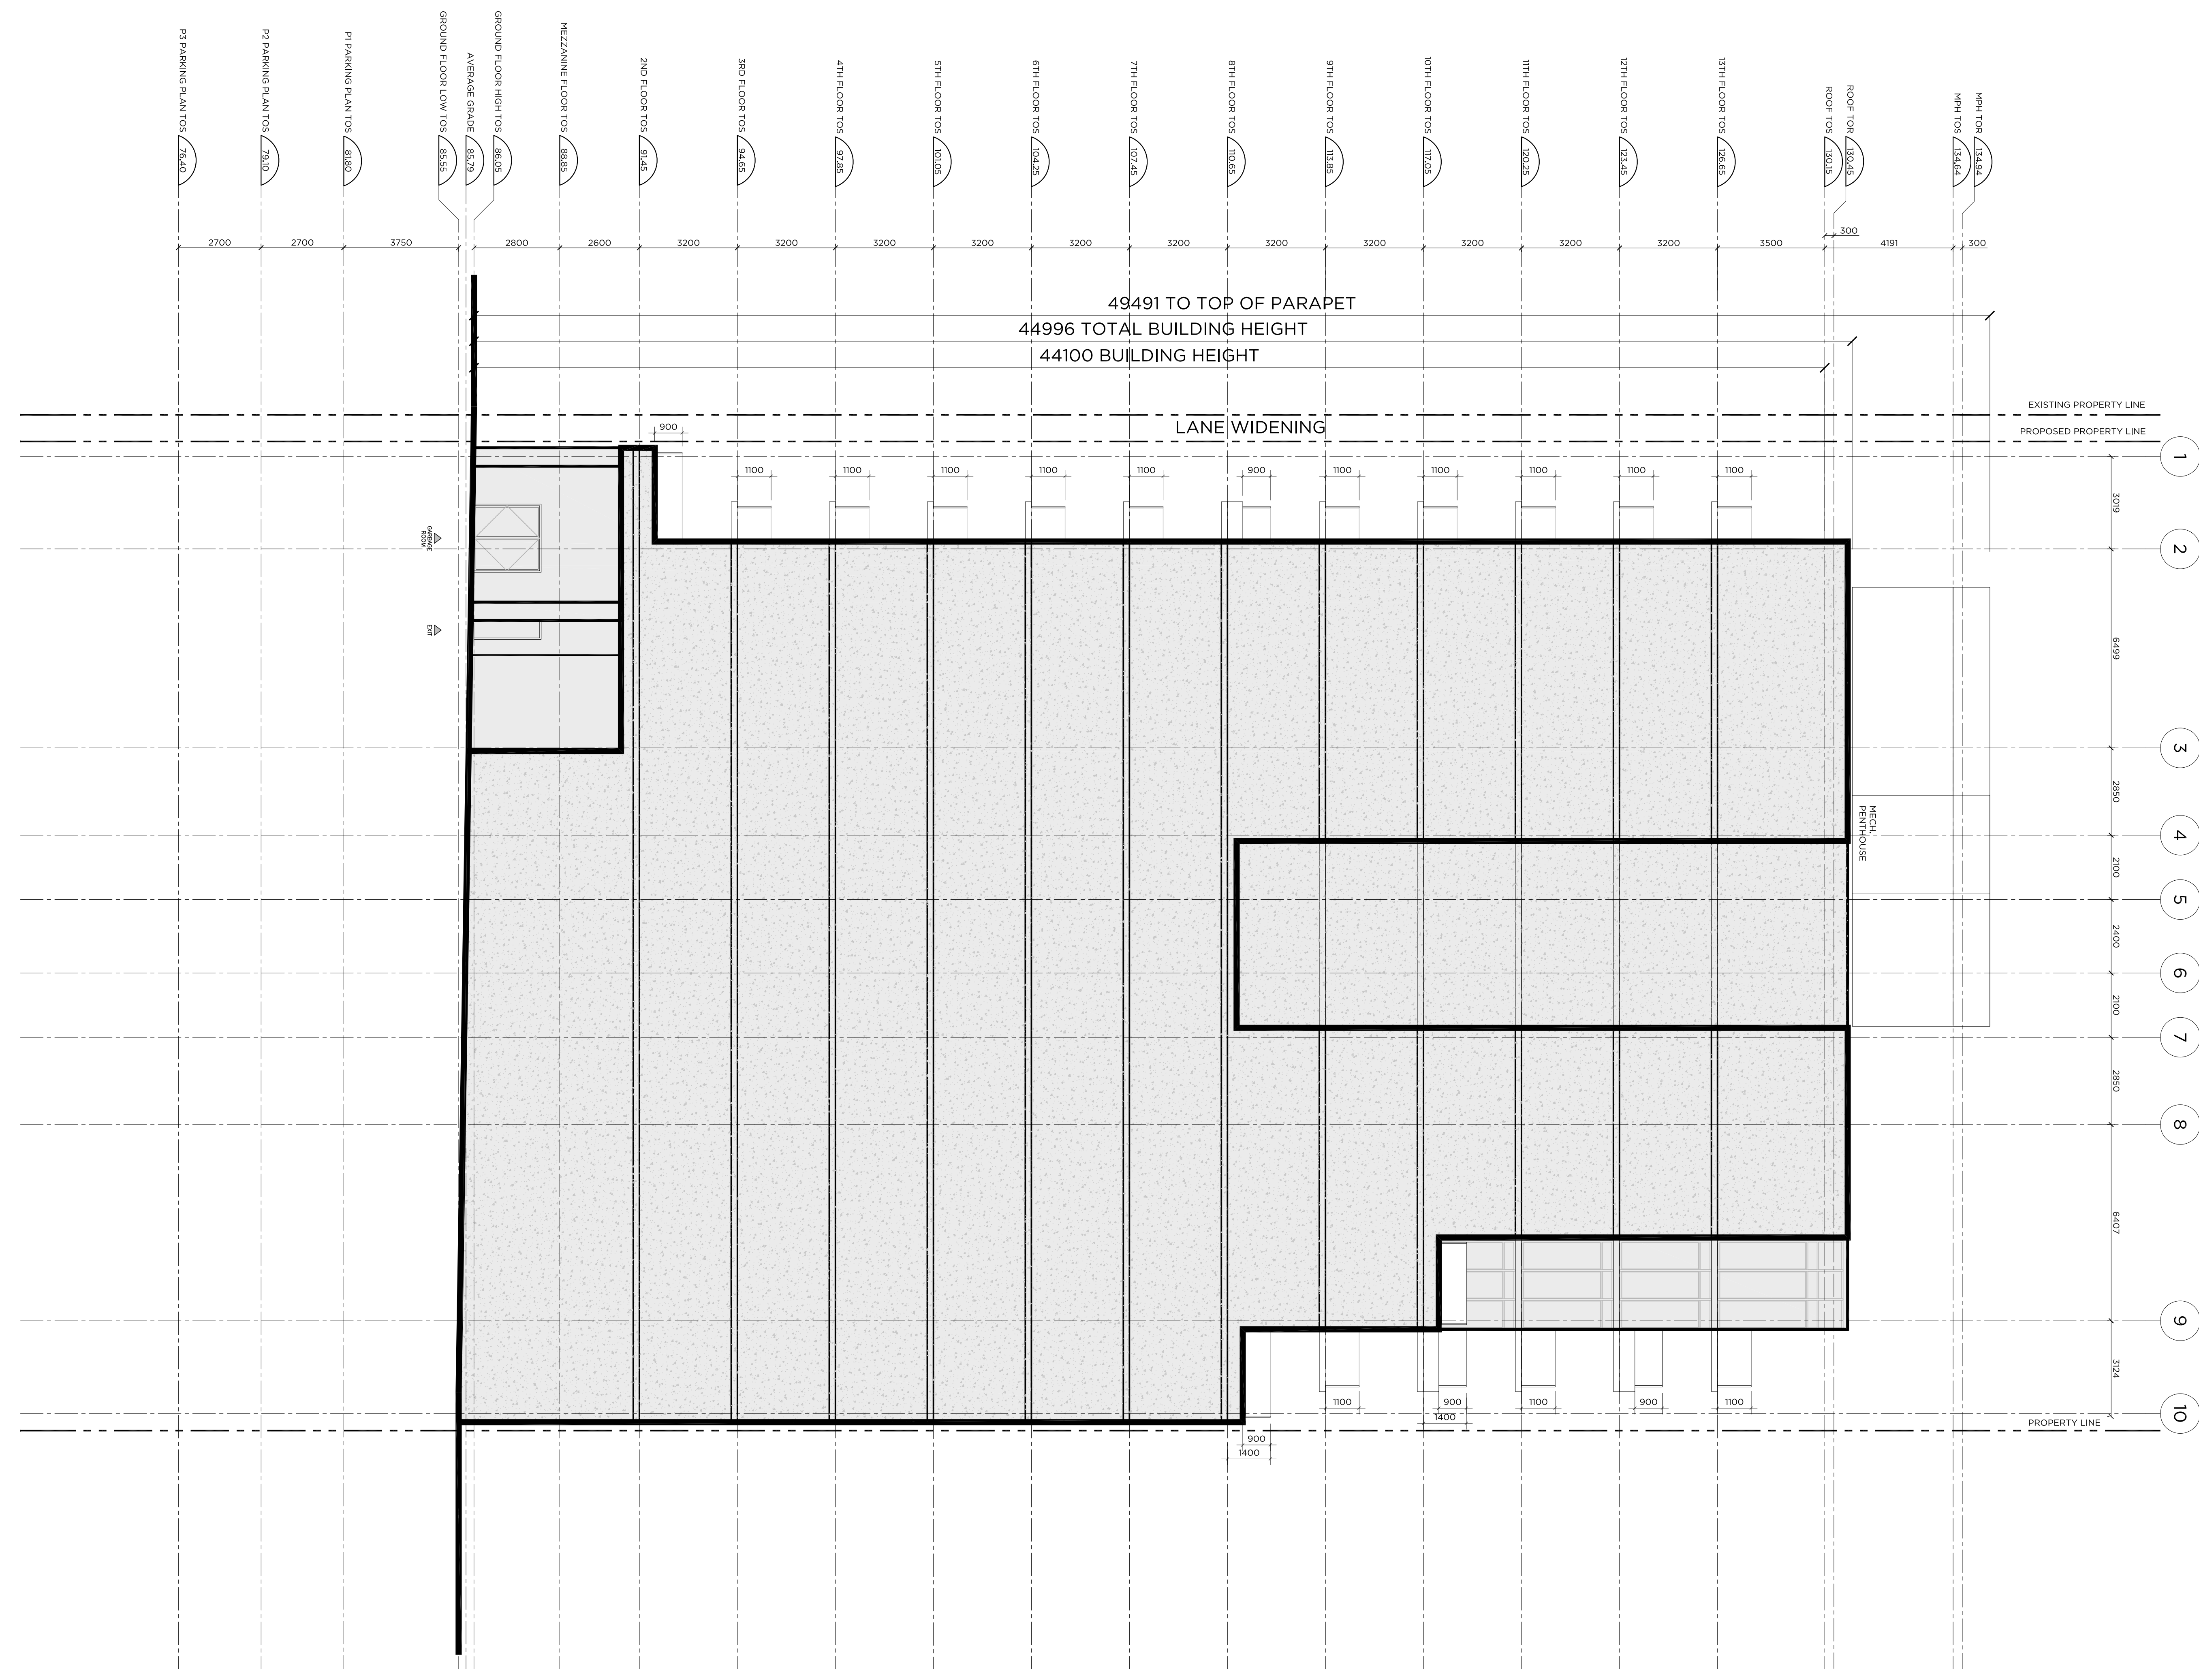 P3 PARKING PLAN TOS
P2 PARKING PLAN TOS
P1 PARKING PLAN TOS
GROUND FLOOR LOW TOS
AVERAGE GRADE
GROUND FLOOR HIGH TOS
MEZZANINE FLOOR TOS
2ND FLOOR TOS
3RD FLOOR TOS
4TH FLOOR TOS
5TH FLOOR TOS
6TH FLOOR TOS
7TH FLOOR TOS
8TH FLOOR TOS
9TH FLOOR TOS
10TH FLOOR TOS
11TH FLOOR TOS
12TH FLOOR TOS
13TH FLOOR TOS
ROOF TOS
ROOF TOR
MPH TOS
MPH TOR
76.40
79.10
81.80
85.55
85.79
86.05
88.85
91.45
94.65
97.85
101.05
104.25
107.45
110.65
113.85
117.05
120.25
123.45
126.65
130.15
130.45
134.64
134.94
300
2700
2700
3750
2800
2600
3200
3200
3200
3200
3200
3200
3200
3200
3200
3200
3200
3500
4191
300
49491 TO TOP OF PARAPET
44996 TOTAL BUILDING HEIGHT
44100 BUILDING HEIGHT
EXISTING PROPERTY LINE
LANE WIDENING
PROPOSED PROPERTY LINE
900
1100
1100
1100
1100
1100
900
1100
1100
1100
1100
1100
1
3019
2
6499
3
2850
4
2100
5
2400
6
2100
7
2850
8
6407
9
3124
10
GARBAGE
ROOM
EXIT
MECH.
PENTHOUSE
1100
900
1100
900
1100
1400
PROPERTY LINE
900
1400